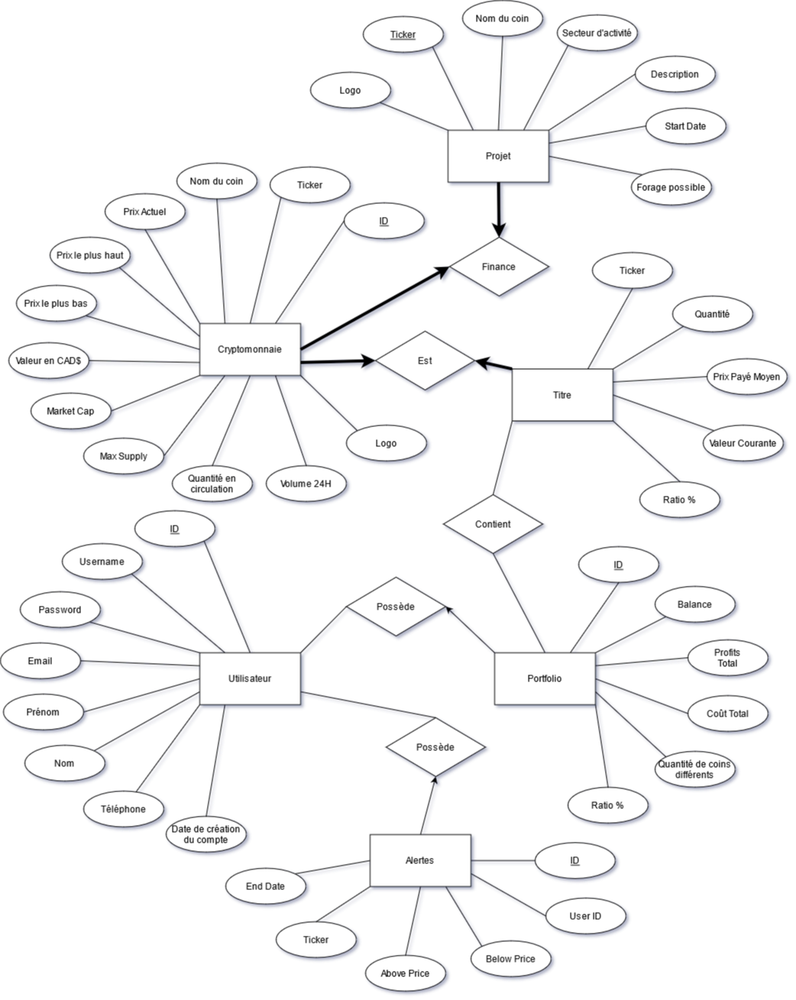 Nom du coin
Ticker
Secteur d'activité
Description
Logo
Start Date
Projet
Forage possible
Nom du coin
Ticker
Prix Actuel
ID
Prix le plus haut
Finance
Ticker
Prix le plus bas
Quantité
Cryptomonnaie
Valeur en CAD$
Est
Prix Payé Moyen
Titre
Market Cap
Logo
Valeur Courante
Max Supply
Quantité en
circulation
Volume 24H
Ratio %
Contient
ID
Username
ID
Password
Possède
Balance
Email
Profits
Total
Utilisateur
Portfolio
Prénom
Coût Total
Possède
Nom
Quantité de coins
différents
Téléphone
Ratio %
Date de création
du compte
Alertes
ID
End Date
User ID
Ticker
Below Price
Above Price